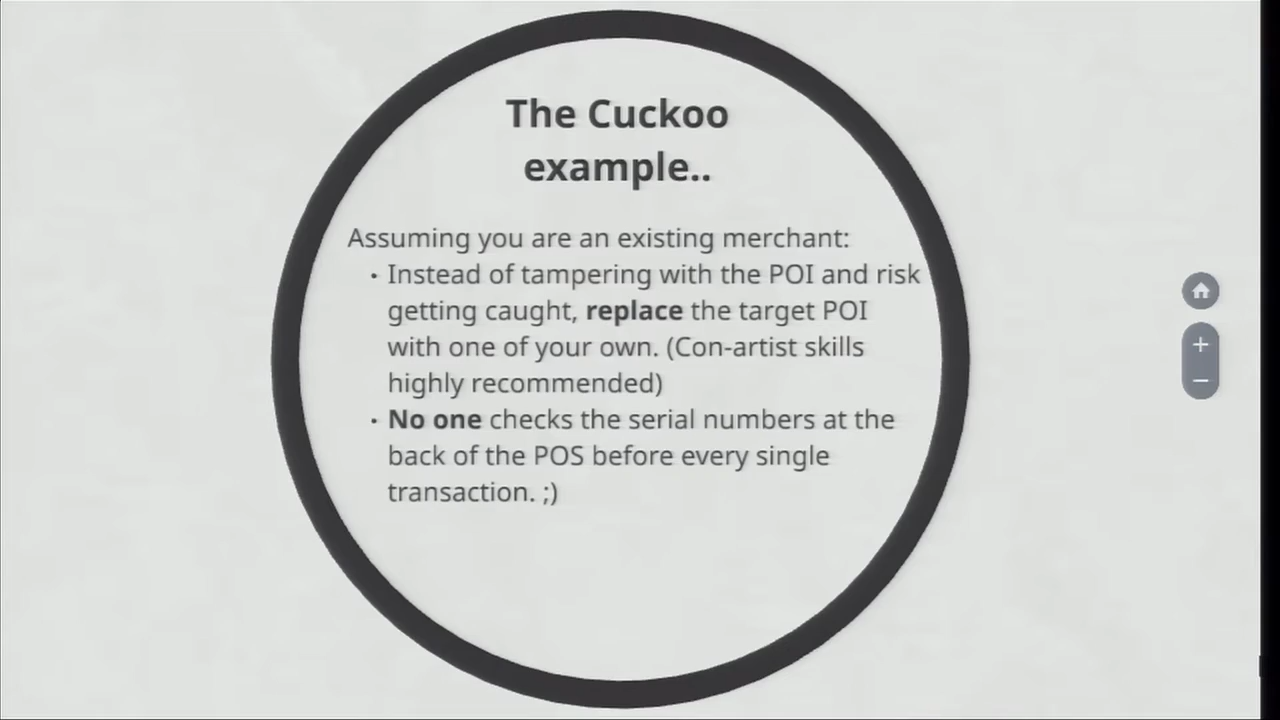 The Cuckoo
example..
Assuming you are an existing merchant:
• Instead of tampering with the POI and risk
getting caught, replace the target POI
with one of your own. (Con-artist skills
highly recommended)
• No one checks the serial numbers at the
back of the POS before every single
transaction. ;)